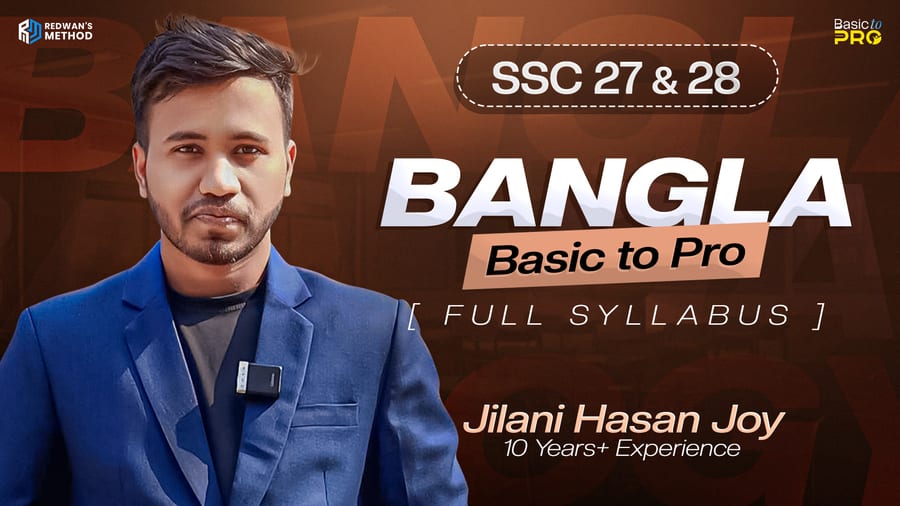 REDWAN'S
METHOD
Basic to
PRO
SSC 27 & 28
BANGLA
Basic to Pro
[ FULL SYLLABUS ]
Jilani Hasan Joy
10 Years+ Experience